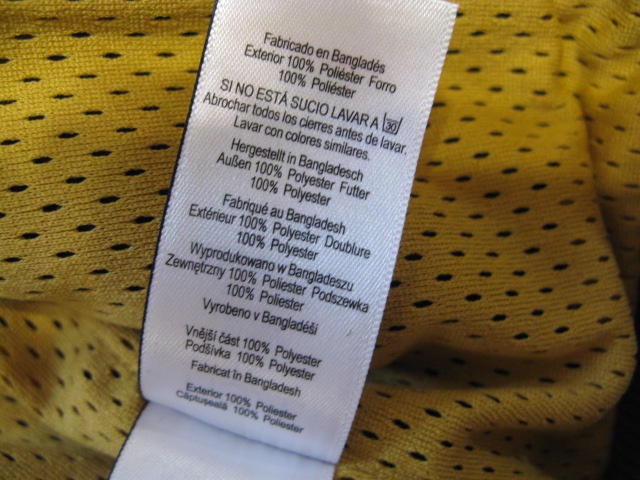 Fabricado en Bangladés
Exterior 100% Poliéster Forro
100% Poliéster
SI NO ESTÁ SUCIO LAVAR A 30
Abrochar todos los cierres antes de lavar.
Lavar con colores similares.
Hergestellt in Bangladesch
Außen 100% Polyester Futter
100% Polyester
Fabriqué au Bangladesh
Extérieur 100% Polyester Doublure
100% Polyester
Wyprodukowano w Bangladeszu
Zewnętrzny 100% Poliester Podszewka
100% Poliester
Vyrobeno v Bangladéši
Vnější část 100% Polyester
Podšívka 100% Polyester
Fabricat în Bangladesh
Exterior 100% Poliester
Căptușeală 100% Poliester